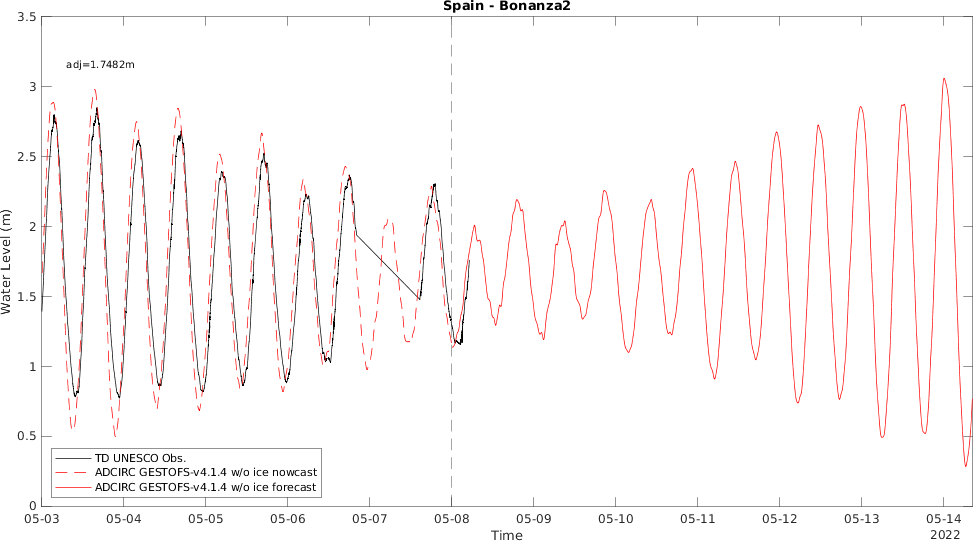 Spain - Bonanza2
adj=1.7482m
Water Level (m)
3.5
3
2.5
2
1.5
1
0.5
0
TD UNESCO Obs.
ADCIRC GESTOFS-v4.1.4 w/o ice nowcast
ADCIRC GESTOFS-v4.1.4 w/o ice forecast
05-03 05-04 05-05 05-06 05-07 05-08 05-09 05-10 05-11 05-12 05-13 05-14
Time
2022